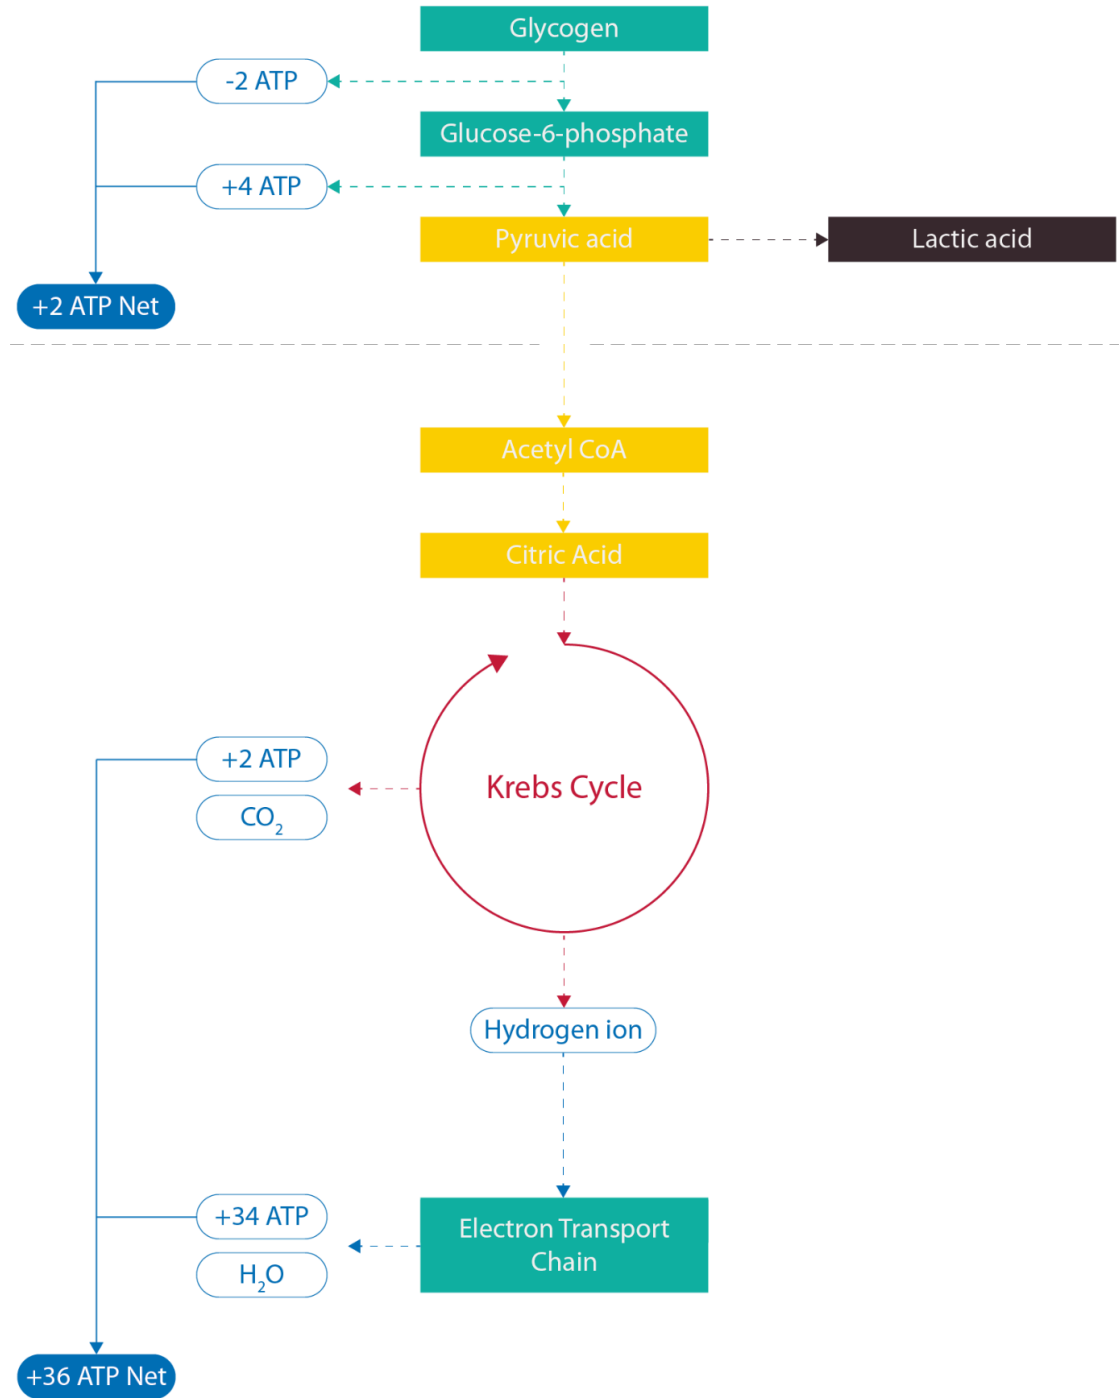 Glycogen
-2 ATP
Glucose-6-phosphate
+4 ATP
Pyruvic acid
Lactic acid
+2 ATP Net
Acetyl CoA
Citric Acid
+2 ATP
Krebs Cycle
CO₂
Hydrogen ion
+34 ATP
Electron Transport
Chain
H₂O
+36 ATP Net